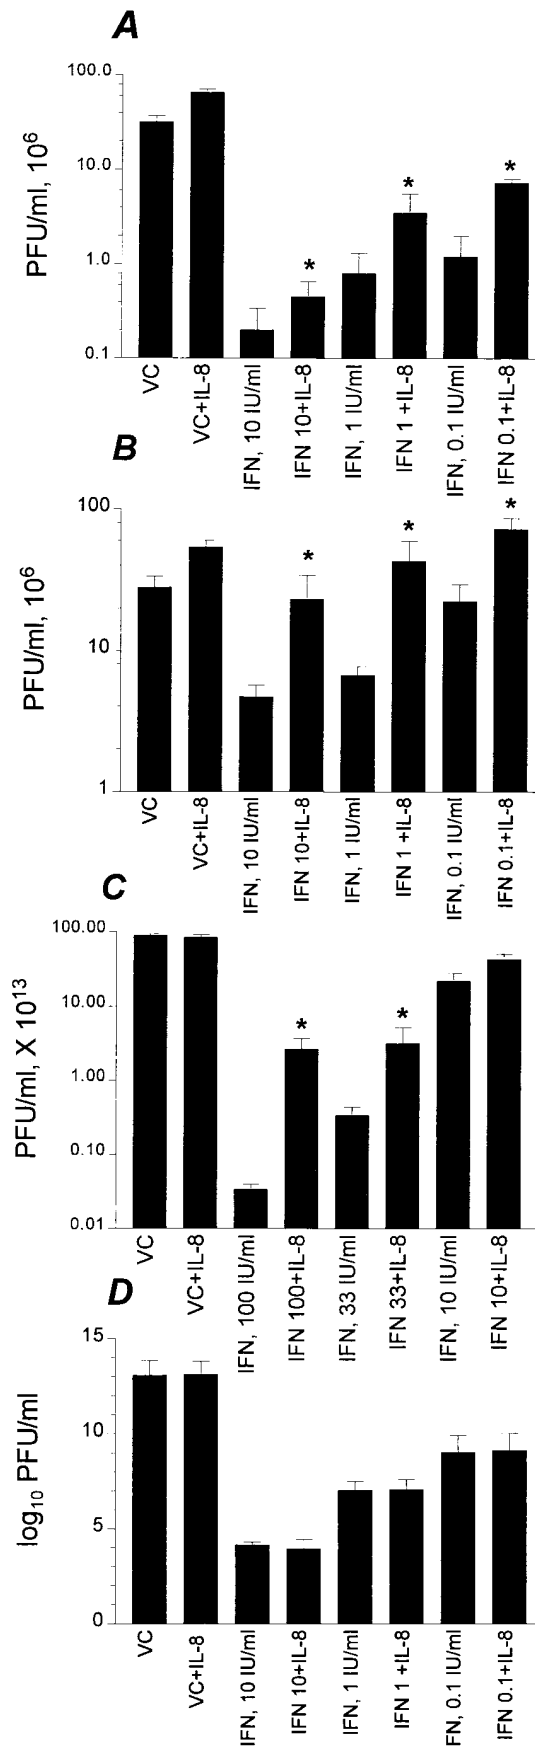 A
PFU/ml, 10⁶
100.0
10.0
1.0
0.1
* * *
VC
VC+IL-8
IFN, 10 IU/ml
IFN 10+IL-8
IFN, 1 IU/ml
IFN 1 +IL-8
IFN, 0.1 IU/ml
IFN 0.1+IL-8
B
PFU/ml, 10⁶
100
10
1
* * *
VC
VC+IL-8
IFN, 10 IU/ml
IFN 10+IL-8
IFN, 1 IU/ml
IFN 1 +IL-8
IFN, 0.1 IU/ml
IFN 0.1+IL-8
C
PFU/ml, X 10¹³
100.00
10.00
1.00
0.10
0.01
* *
VC
VC+IL-8
IFN, 100 IU/ml
IFN 100+IL-8
IFN, 33 IU/ml
IFN 33+IL-8
IFN, 10 IU/ml
IFN 10+IL-8
D
log₁₀ PFU/ml
15
10
5
0
VC
VC+IL-8
IFN, 10 IU/ml
IFN 10+IL-8
IFN, 1 IU/ml
IFN 1 +IL-8
FN, 0.1 IU/ml
IFN 0.1+IL-8